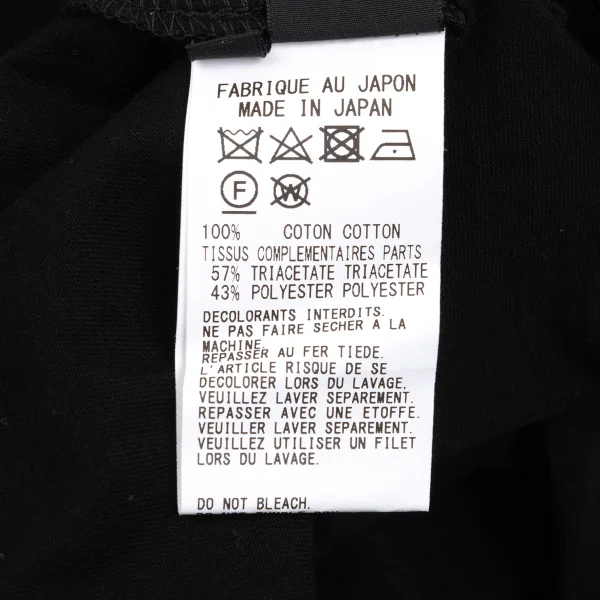 FABRIQUE AU JAPON
MADE IN JAPAN
F W
100% COTON COTTON
TISSUS COMPLEMENTAIRES PARTS
57% TRIACETATE TRIACETATE
43% POLYESTER POLYESTER
DECOLORANTS INTERDITS.
NE PAS FAIRE SECHER A LA
MACHINE.
REPASSER AU FER TIEDE.
L'ARTICLE RISQUE DE SE
DECOLORER LORS DU LAVAGE.
VEUILLEZ LAVER SEPAREMENT.
REPASSER AVEC UNE ETOFFE.
VEUILLEZ LAVER SEPAREMENT.
VEUILLEZ UTILISER UN FILET
LORS DU LAVAGE.
DO NOT BLEACH.